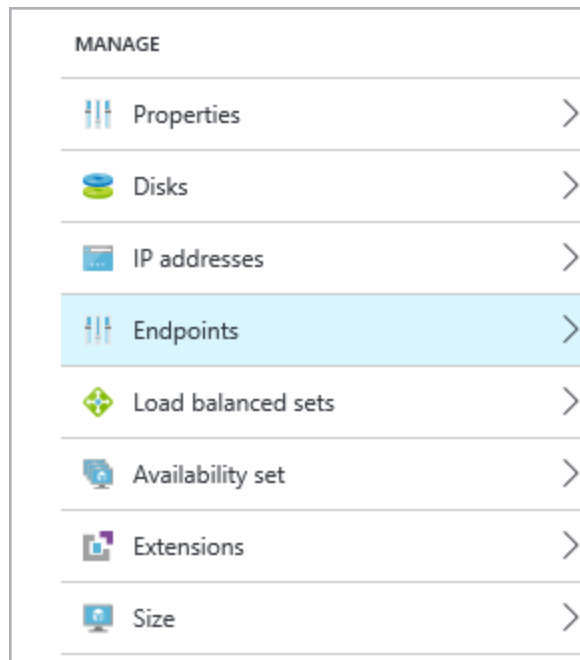 MANAGE
Properties
Disks
IP addresses
Endpoints
Load balanced sets
Availability set
Extensions
Size